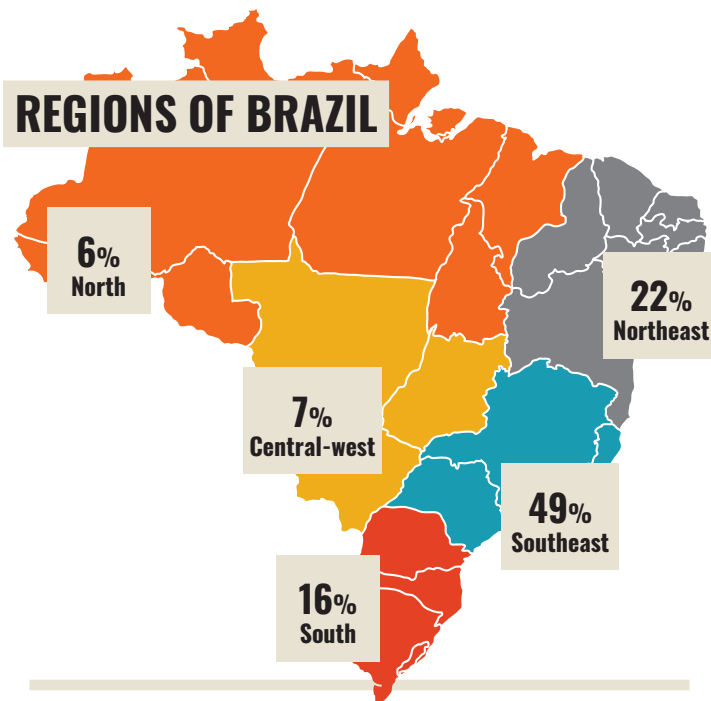 REGIONS OF BRAZIL
6%
North
22%
Northeast
7%
Central-west
49%
Southeast
16%
South